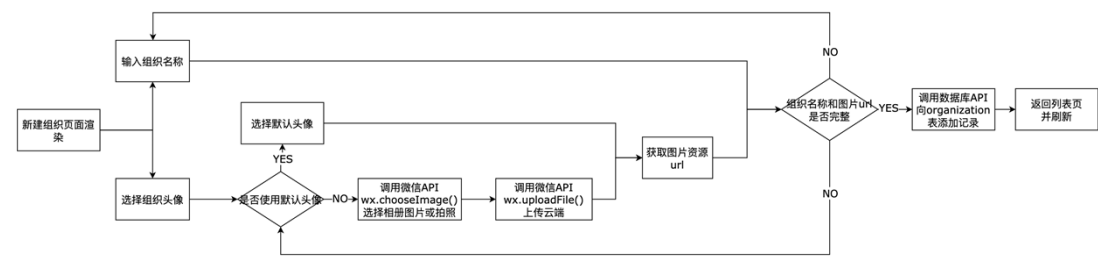 NO
输入组织名称
组织名称和图片url
是否完整
YES
调用数据库API
向organization
表添加记录
返回列表页
并刷新
新建组织页面渲
染
选择默认头像
YES
获取图片资源
url
选择组织头像
是否使用默认头像
NO
调用微信API
wx.chooseImage()
选择相册图片或拍照
调用微信API
wx.uploadFile()
上传云端
NO